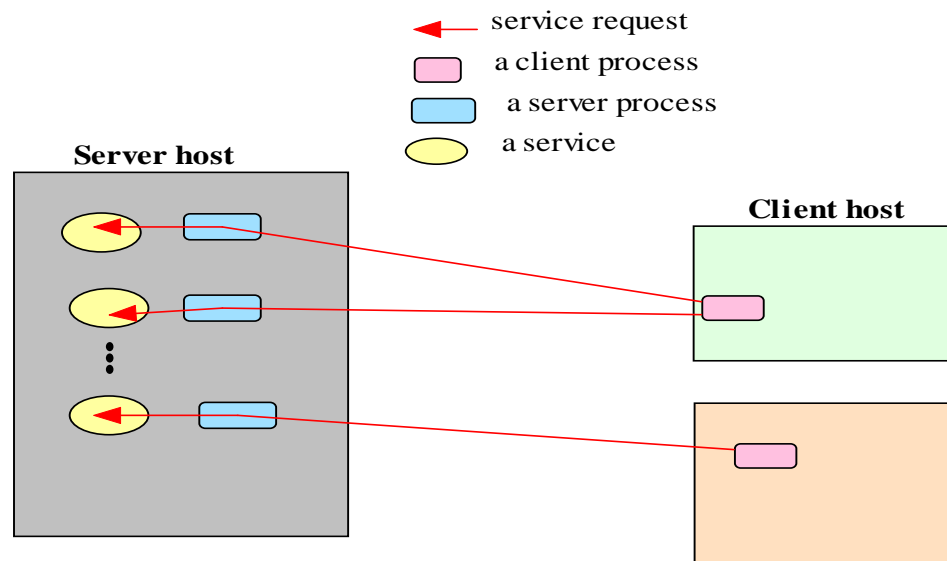 service request
a client process
a server process
a service
Server host
Client host